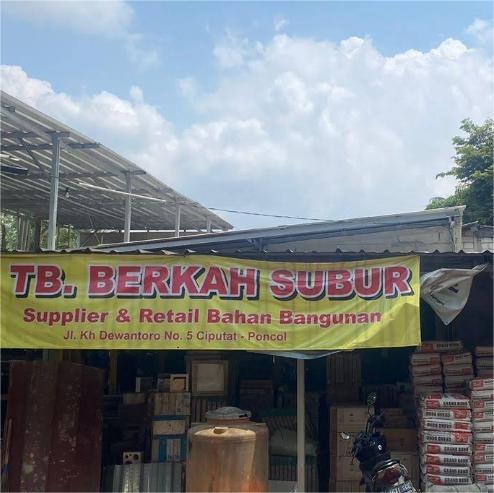 TB. BERKAH SUBUR
Supplier & Retail Bahan Bangunan
Jl. Kh Dewantoro No. 5 Ciputat - Poncol